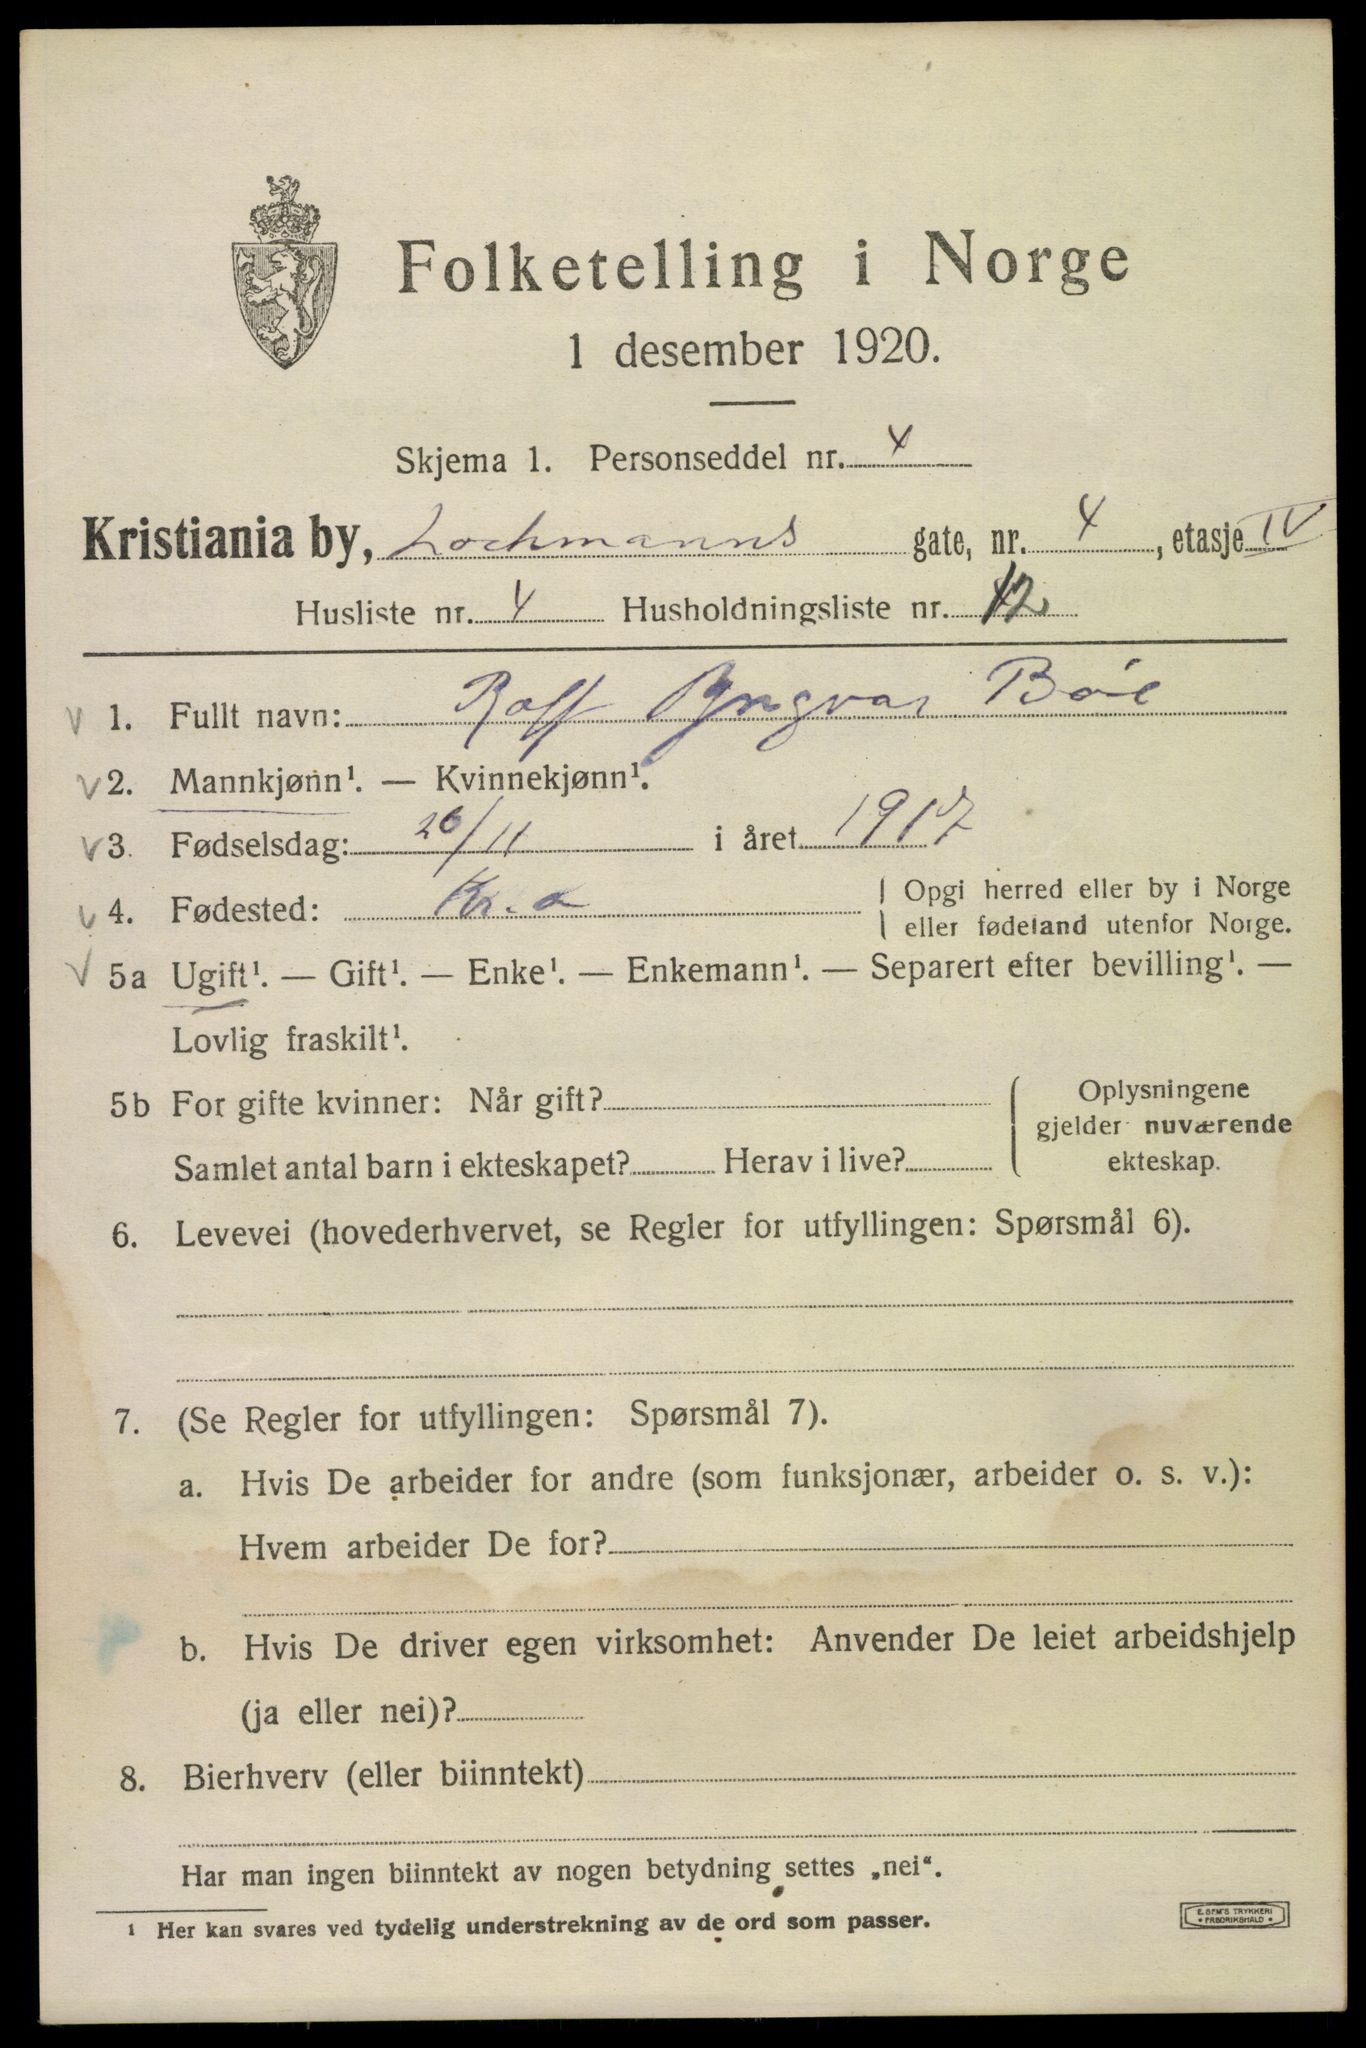 Folketelling i Norge
1 desember 1920.
Skjema 1. Personseddel nr. 4
Kristiania by, Lochmanns gate, nr. 4, etasje IV
Husliste nr. 4 Husholdningsliste nr. 12
1. Fullt navn: Rolf Yngvar Bøe
2. Mannkjønn¹. — Kvinnekjønn¹.
3. Fødselsdag: 26/11 i året 1917
4. Fødested: Kr.a Opgi herred eller by i Norge
eller fødeland utenfor Norge.
5a Ugift¹. — Gift¹. — Enke¹. — Enkemann¹. — Separert efter bevilling¹. —
Lovlig fraskilt¹.
5b For gifte kvinner: Når gift? Oplysningene
gjelder nuværende
Samlet antal barn i ekteskapet? Herav i live? ekteskap.
6. Levevei (hovederhvervet, se Regler for utfyllingen: Spørsmål 6).
7. (Se Regler for utfyllingen: Spørsmål 7).
a. Hvis De arbeider for andre (som funksjonær, arbeider o. s. v.):
Hvem arbeider De for?
b. Hvis De driver egen virksomhet: Anvender De leiet arbeidshjelp
(ja eller nei)?
8. Bierhverv (eller biinntekt)
Har man ingen biinntekt av nogen betydning settes „nei“.
¹ Her kan svares ved tydelig understrekning av de ord som passer.
E. SEM'S TRYKKERI
FREDRIKSHALD